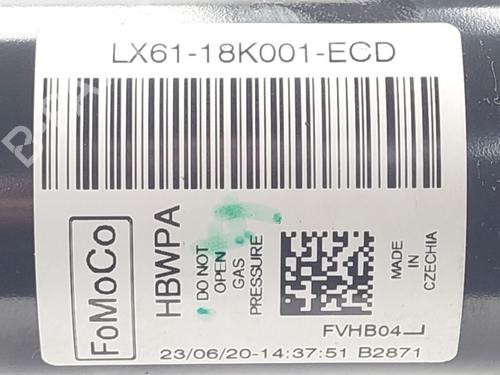 LX61-18K001-ECD
FoMoCo
HBWPA
DO NOT
OPEN
GAS
PRESSURE
MADE
IN
CZECHIA
FVHB04
23/06/20-14:37:51 B2871